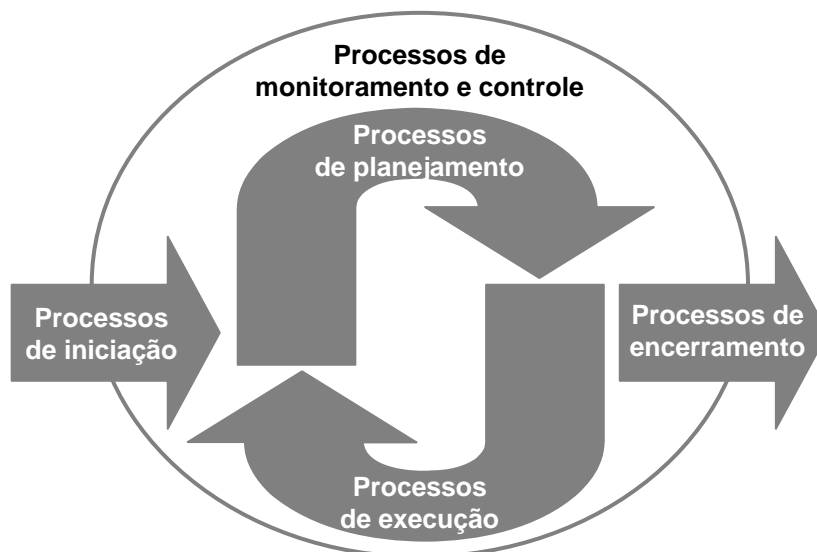 Processos de
monitoramento e controle
Processos
de planejamento
Processos
de iniciação
Processos de
encerramento
Processos
de execução